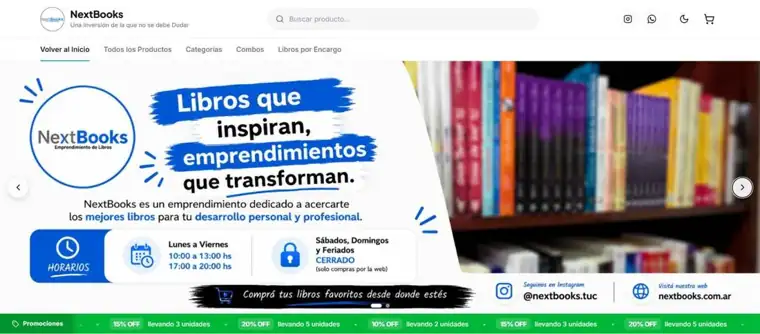 NextBooks
Una Inversión de la que no se debe Dudar
Buscar producto...
Volver al Inicio
Todos los Productos
Categorías
Combos
Libros por Encargo
NextBooks
Emprendimiento de Libros
Libros que
inspiran,
emprendimientos
que transforman.
NextBooks es un emprendimiento dedicado a acercarte
los mejores libros para tu desarrollo personal y profesional.
HORARIOS
Lunes a Viernes
10:00 a 13:00 hs
17:00 a 20:00 hs
Sábados, Domingos
y Feriados
CERRADO
(solo compras por la web)
Comprá tus libros favoritos desde donde estés
Seguinos en Instagram
@nextbooks.tuc
Visitá nuestra web
nextbooks.com.ar
Promociones
15% OFF llevando 3 unidades
20% OFF llevando 5 unidades
10% OFF llevando 2 unidades
15% OFF llevando 3 unidades
20% OFF llevando 5 unidades